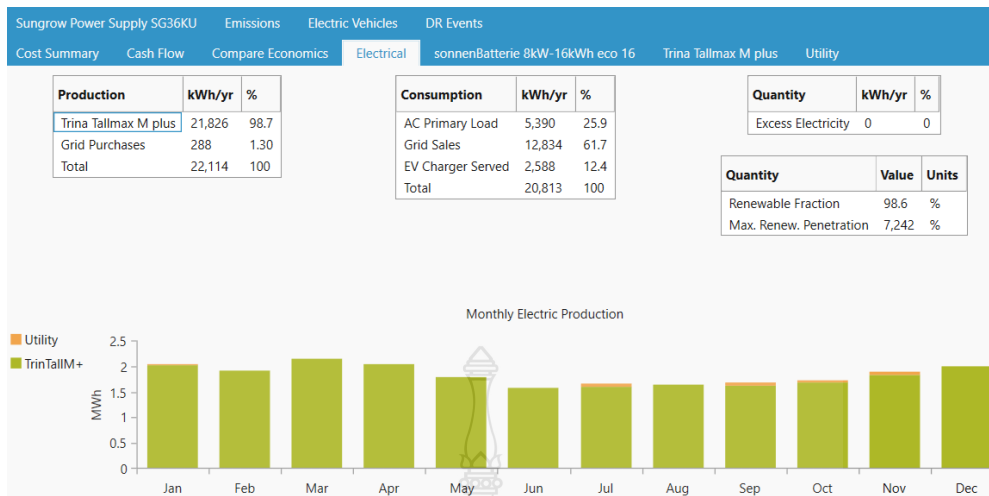 Sungrow Power Supply SG36KU Emissions Electric Vehicles DR Events
Cost Summary Cash Flow Compare Economics Electrical sonnenBatterie 8kW-16kWh eco 16 Trina Tallmax M plus Utility
Production kWh/yr %
Trina Tallmax M plus 21,826 98.7
Grid Purchases 288 1.30
Total 22,114 100
Consumption kWh/yr %
AC Primary Load 5,390 25.9
Grid Sales 12,834 61.7
EV Charger Served 2,588 12.4
Total 20,813 100
Quantity kWh/yr %
Excess Electricity 0 0
Quantity Value Units
Renewable Fraction 98.6 %
Max. Renew. Penetration 7,242 %
Monthly Electric Production
Utility
TrinTallM+
MWh
2.5
2
1.5
1
0.5
0
Jan Feb Mar Apr May Jun Jul Aug Sep Oct Nov Dec